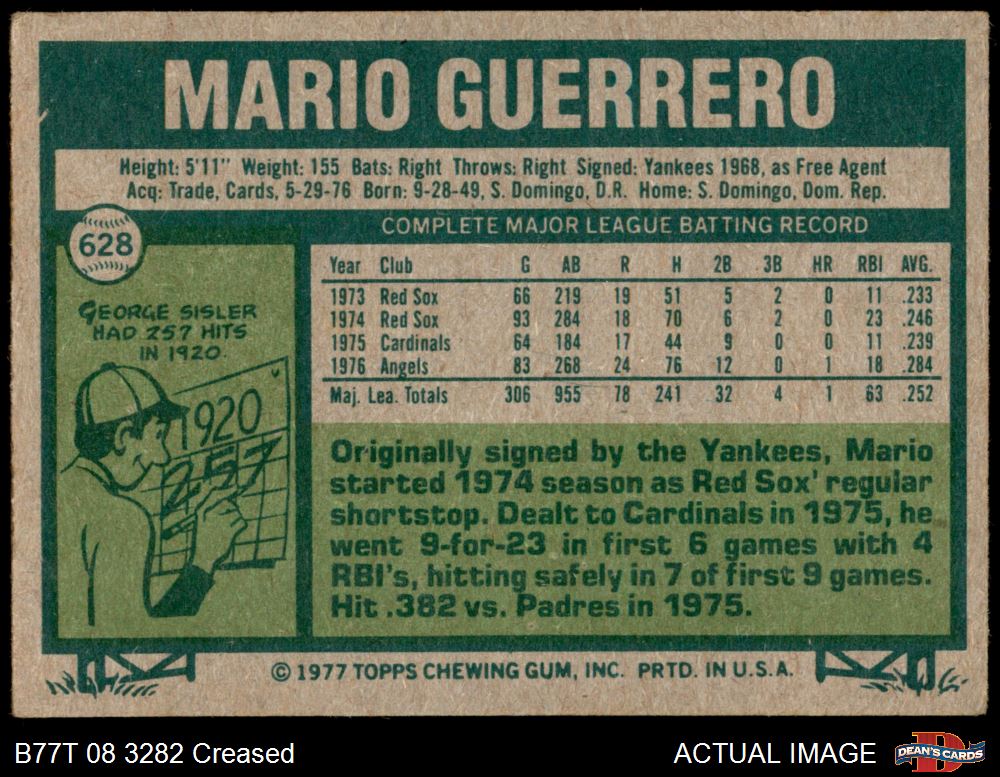 MARIO GUERRERO
Height: 5'11" Weight: 155 Bats: Right Throws: Right Signed: Yankees 1968, as Free Agent
Acq: Trade, Cards, 5-29-76 Born: 9-28-49, S. Domingo, D.R. Home: S. Domingo, Dom. Rep.
628
GEORGE SISLER
HAD 257 HITS
IN 1920.
1920
257
COMPLETE MAJOR LEAGUE BATTING RECORD
Year Club G AB R H 2B 3B HR RBI AVG.
1973 Red Sox 66 219 19 51 5 2 0 11 .233
1974 Red Sox 93 284 18 70 6 2 0 23 .246
1975 Cardinals 64 184 17 44 9 0 0 11 .239
1976 Angels 83 268 24 76 12 0 1 18 .284
Maj. Lea. Totals 306 955 78 241 32 4 1 63 .252
Originally signed by the Yankees, Mario
started 1974 season as Red Sox' regular
shortstop. Dealt to Cardinals in 1975, he
went 9-for-23 in first 6 games with 4
RBI's, hitting safely in 7 of first 9 games.
Hit .382 vs. Padres in 1975.
© 1977 TOPPS CHEWING GUM, INC. PRTD. IN U.S.A.
B77T 08 3282 Creased
ACTUAL IMAGE
DEAN'S CARDS